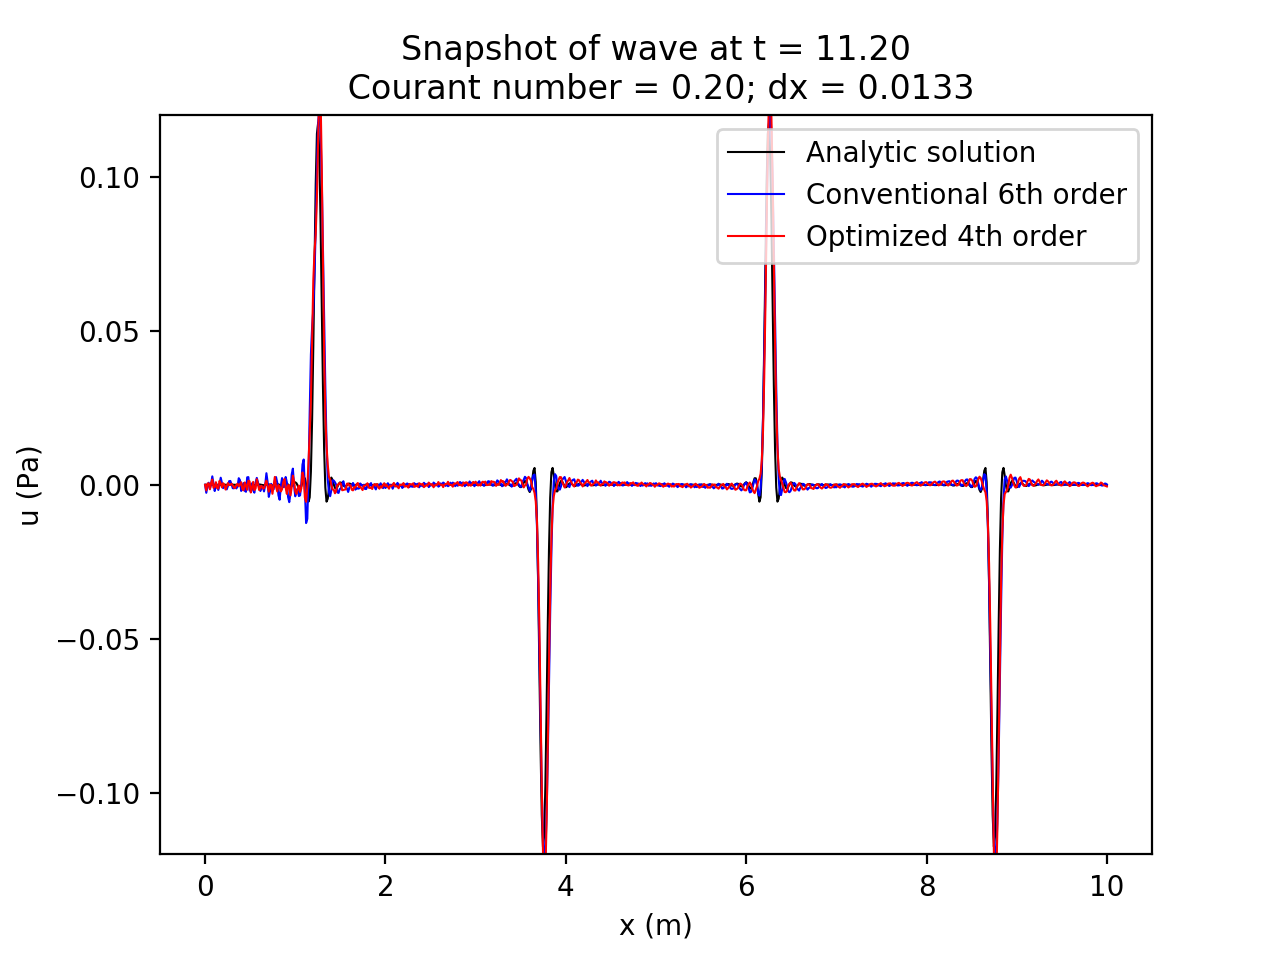 Snapshot of wave at t = 11.20
Courant number = 0.20; dx = 0.0133
Analytic solution
Conventional 6th order
Optimized 4th order
0.10
0.05
0.00
−0.05
−0.10
u (Pa)
0 2 4 6 8 10
x (m)